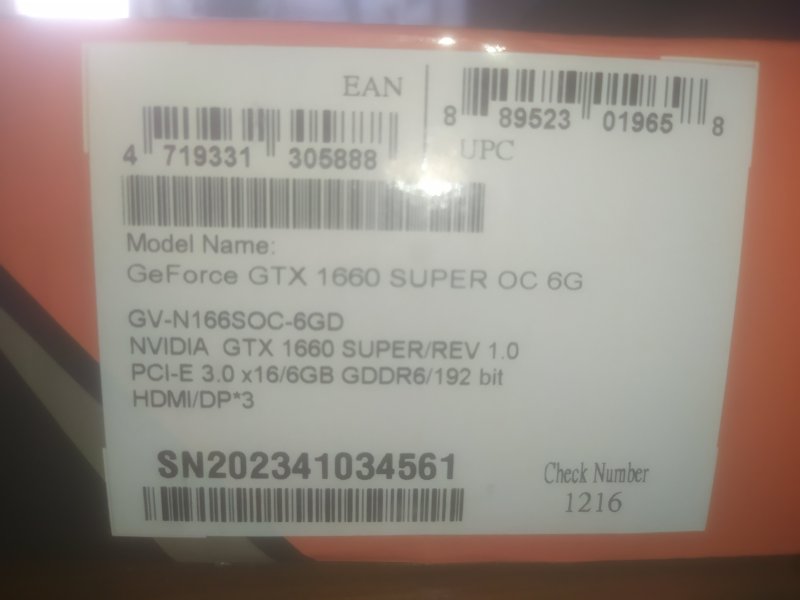 EAN
4 719331 305888
8 89523 01965 8
UPC
Model Name:
GeForce GTX 1660 SUPER OC 6G
GV-N166SOC-6GD
NVIDIA GTX 1660 SUPER/REV 1.0
PCI-E 3.0 x16/6GB GDDR6/192 bit
HDMI/DP*3
SN202341034561
Check Number
1216